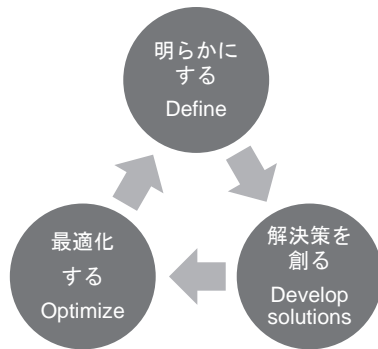 明らかに
する
Define
解決策を
創る
Develop
solutions
最適化
する
Optimize